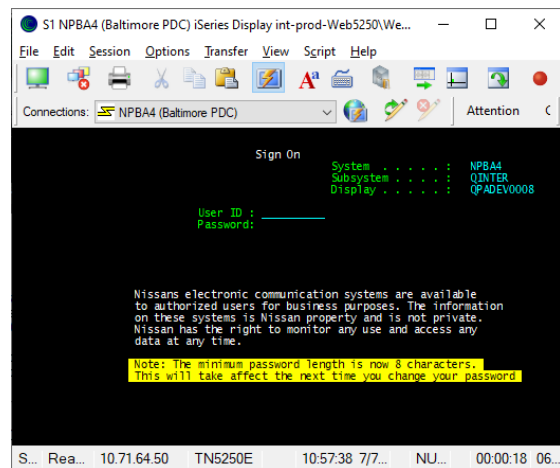 S1 NPBA4 (Baltimore PDC) iSeries Display int-prod-Web5250\We...
File Edit Session Options Transfer View Script Help
Connections: NPBA4 (Baltimore PDC) Attention C
Sign On
System . . . . . : NPBA4
Subsystem . . . . : QINTER
Display . . . . . : QPADEV0008
User ID :
Password:
Nissans electronic communication systems are available
to authorized users for business purposes. The information
on these systems is Nissan property and is not private.
Nissan has the right to monitor any use and access any
data at any time.
Note: The minimum password length is now 8 characters.
This will take affect the next time you change your password
S... Rea... 10.71.64.50 TN5250E 10:57:38 7/7... NU... 00:00:18 06...